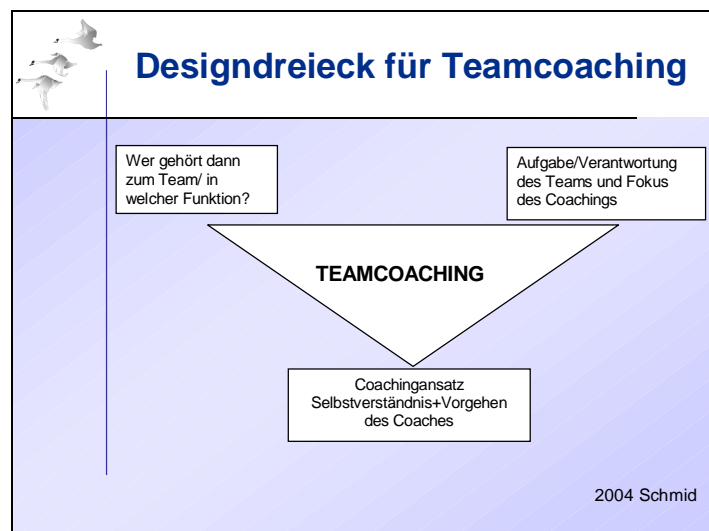 Designdreieck für Teamcoaching
Wer gehört dann
zum Team/ in
welcher Funktion?
Aufgabe/Verantwortung
des Teams und Fokus
des Coachings
TEAMCOACHING
Coachingansatz
Selbstverständnis+Vorgehen
des Coaches
2004 Schmid